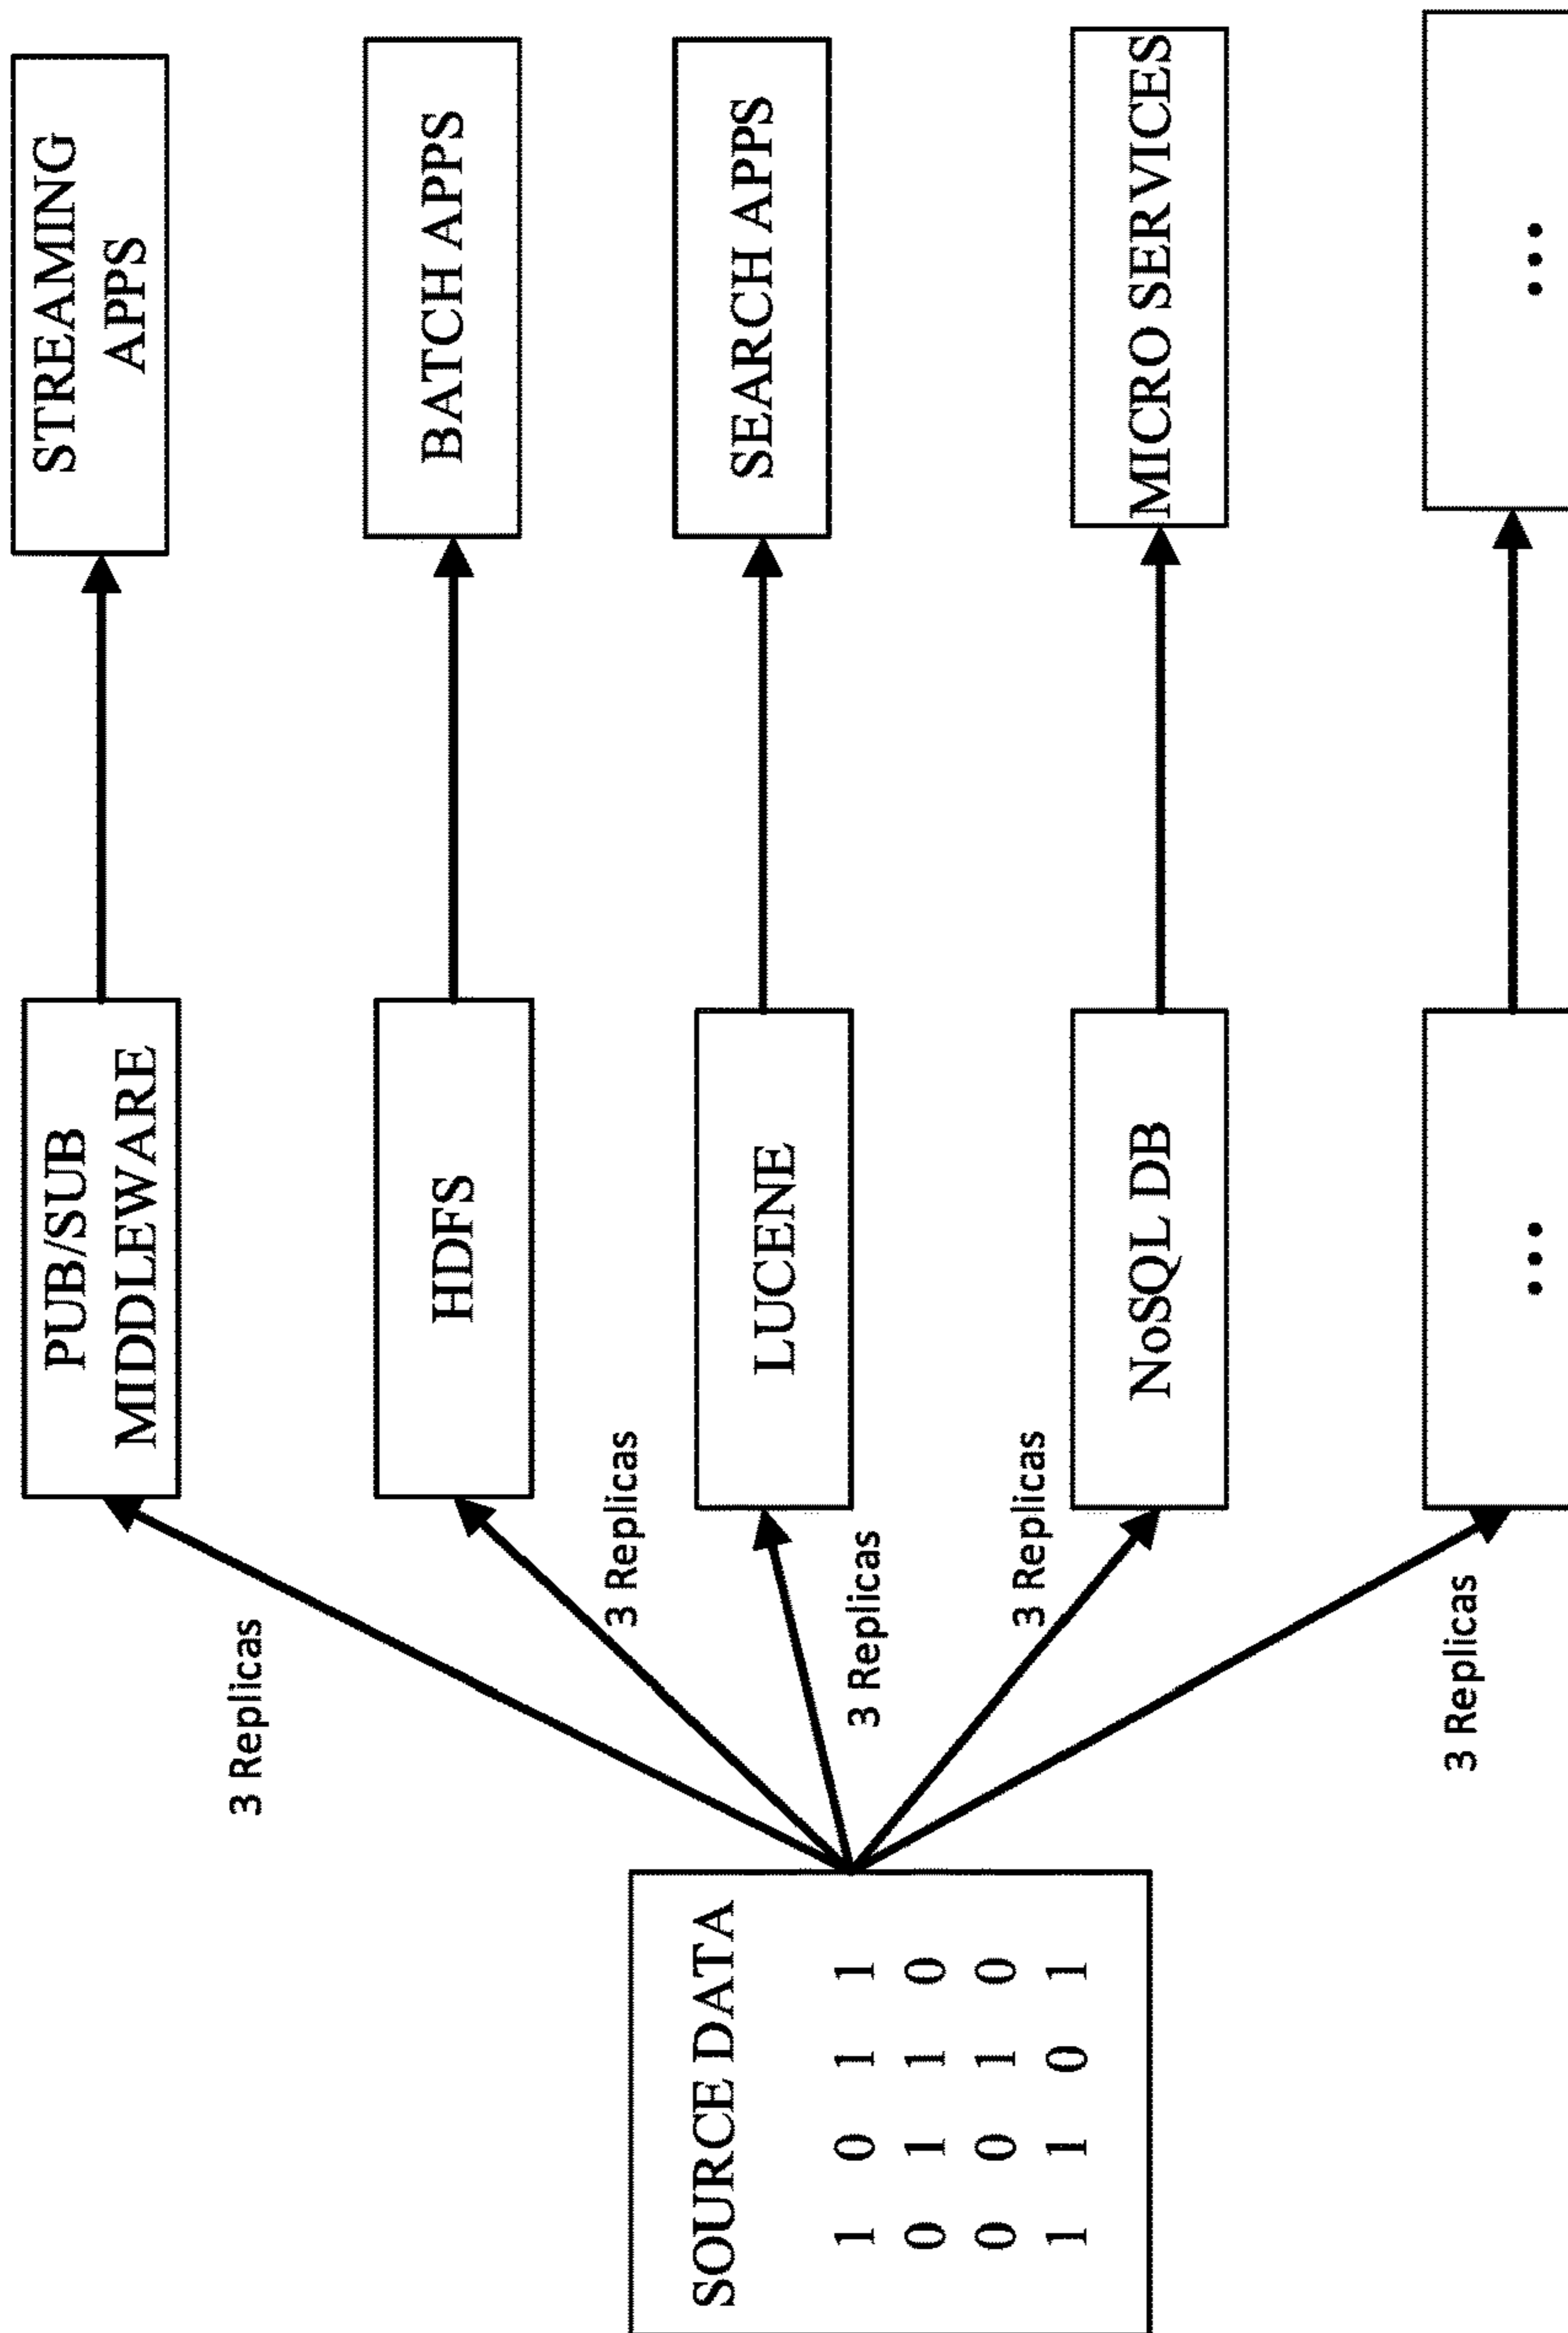 SOURCE DATA
1 0 1 1
0 1 1 0
0 0 1 0
1 1 0 1
3 Replicas
3 Replicas
3 Replicas
3 Replicas
3 Replicas
PUB/SUB
MIDDLEWARE
HDFS
LUCENE
NoSQL DB
...
STREAMING
APPS
BATCH APPS
SEARCH APPS
MICRO SERVICES
...